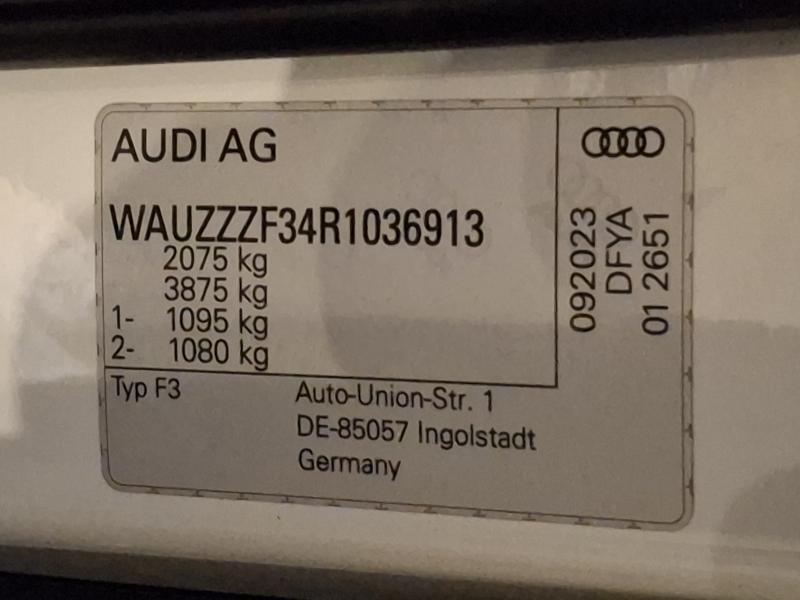 AUDI AG
WAUZZZF34R1036913
2075 kg
3875 kg
1- 1095 kg
2- 1080 kg
Typ F3
Auto-Union-Str. 1
DE-85057 Ingolstadt
Germany
092023
DFYA
01 2651